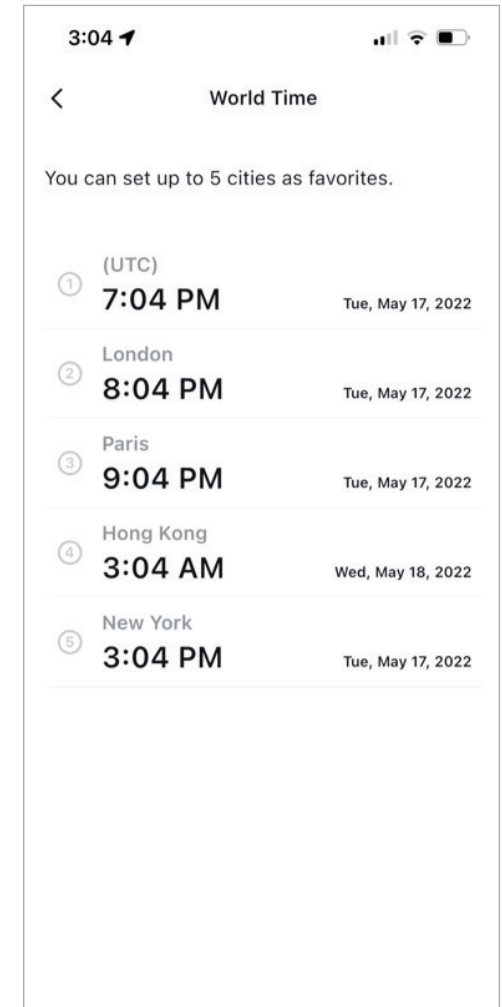 3:04
World Time
You can set up to 5 cities as favorites.
1
(UTC)
7:04 PM
Tue, May 17, 2022
2
London
8:04 PM
Tue, May 17, 2022
3
Paris
9:04 PM
Tue, May 17, 2022
4
Hong Kong
3:04 AM
Wed, May 18, 2022
5
New York
3:04 PM
Tue, May 17, 2022